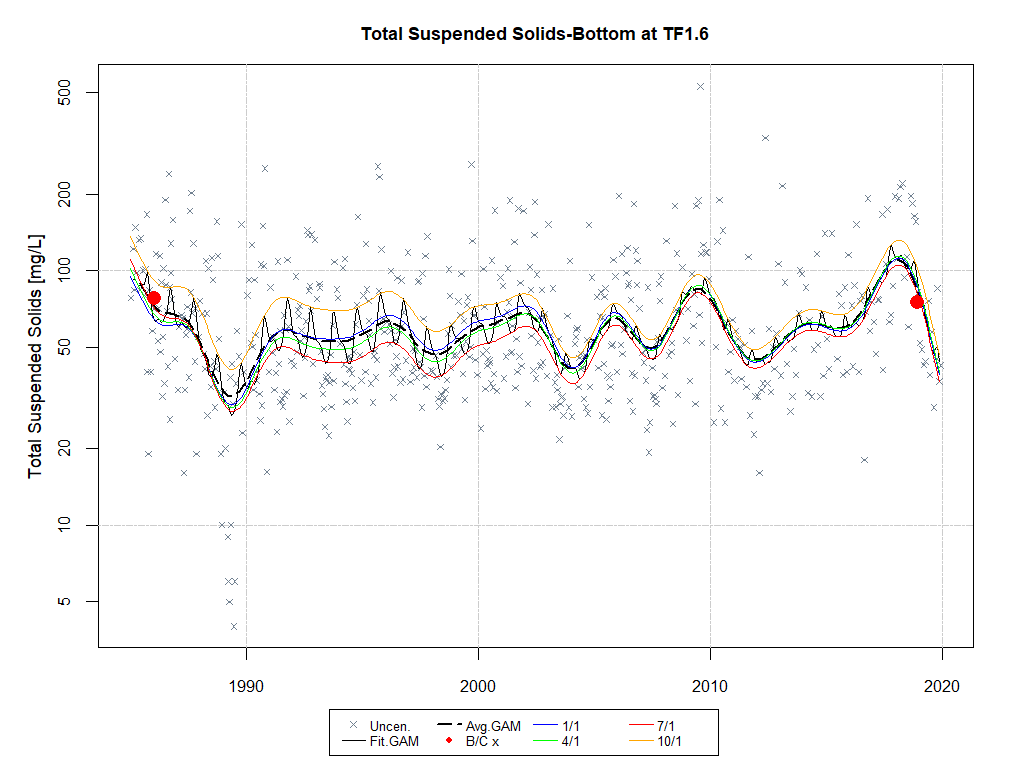 Total Suspended Solids-Bottom at TF1.6
Total Suspended Solids [mg/L]
500
200
100
50
20
10
5
1990 2000 2010 2020
Uncen. Avg.GAM 1/1 7/1
Fit.GAM B/C x 4/1 10/1